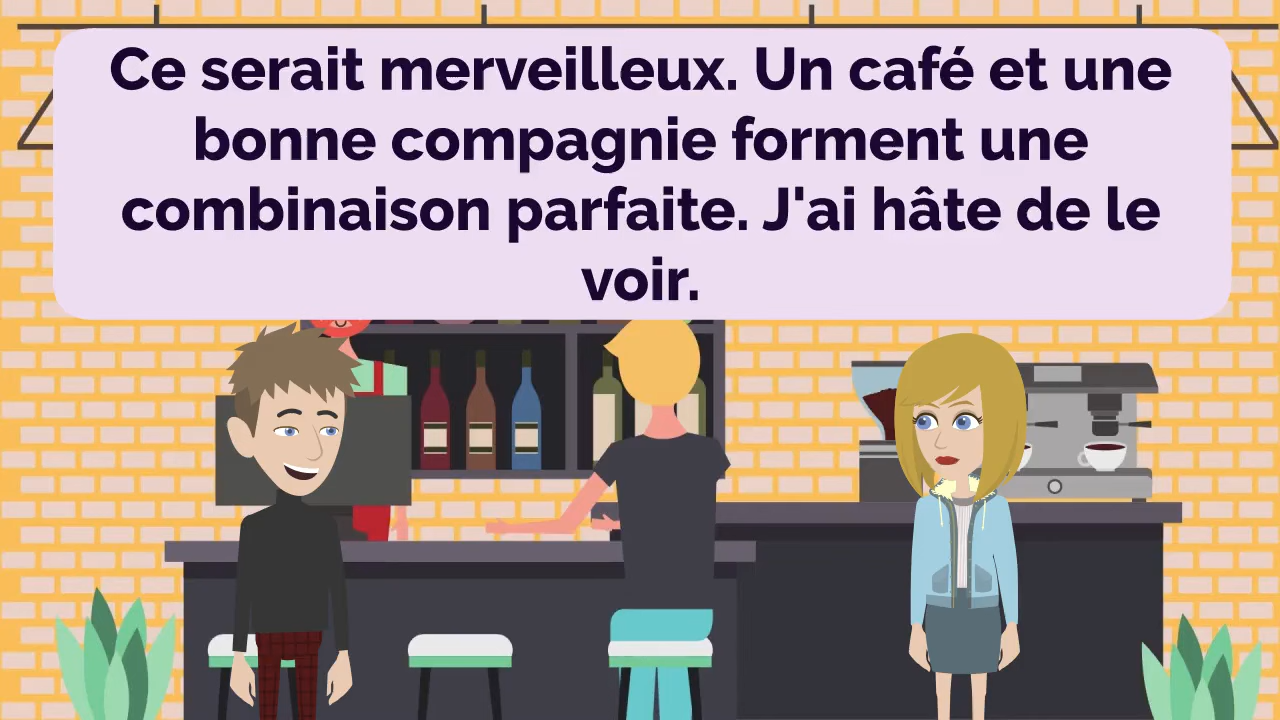 Ce serait merveilleux. Un café et une
bonne compagnie forment une
combinaison parfaite. J'ai hâte de le
voir.